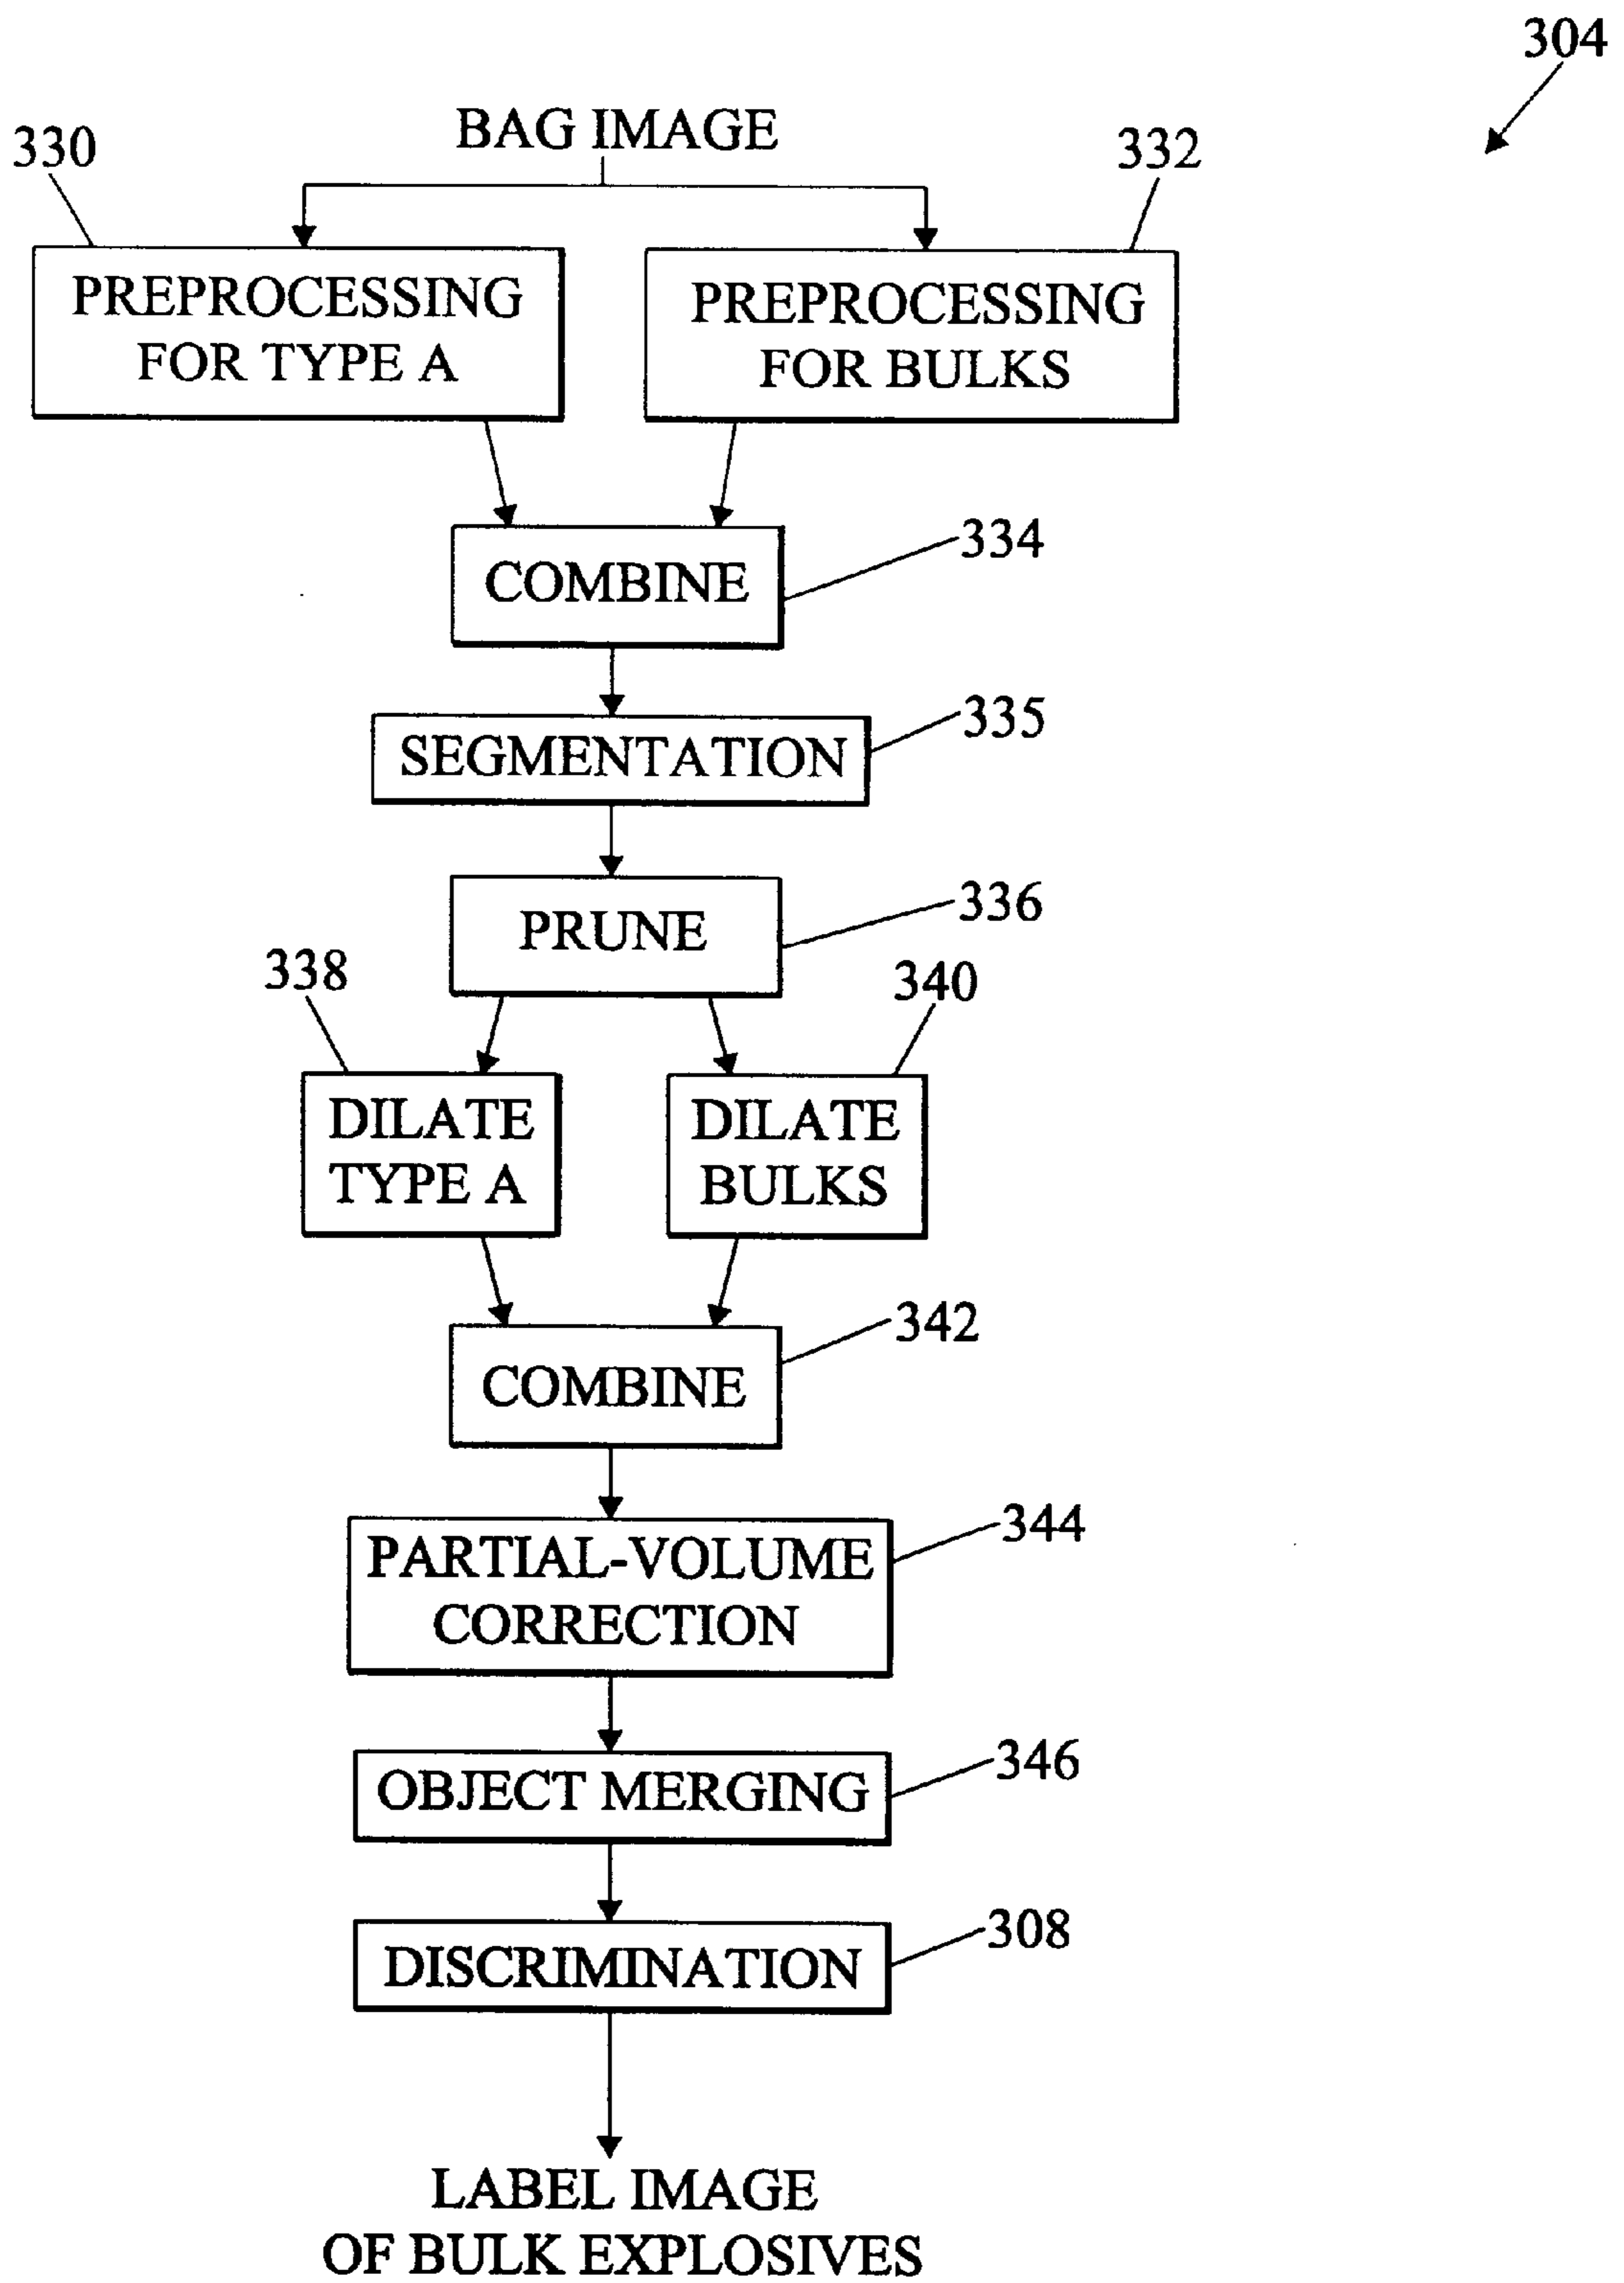 304
BAG IMAGE
330
332
PREPROCESSING
FOR TYPE A
PREPROCESSING
FOR BULKS
COMBINE
334
SEGMENTATION
335
PRUNE
336
338
340
DILATE
TYPE A
DILATE
BULKS
COMBINE
342
PARTIAL-VOLUME
CORRECTION
344
OBJECT MERGING
346
DISCRIMINATION
308
LABEL IMAGE
OF BULK EXPLOSIVES